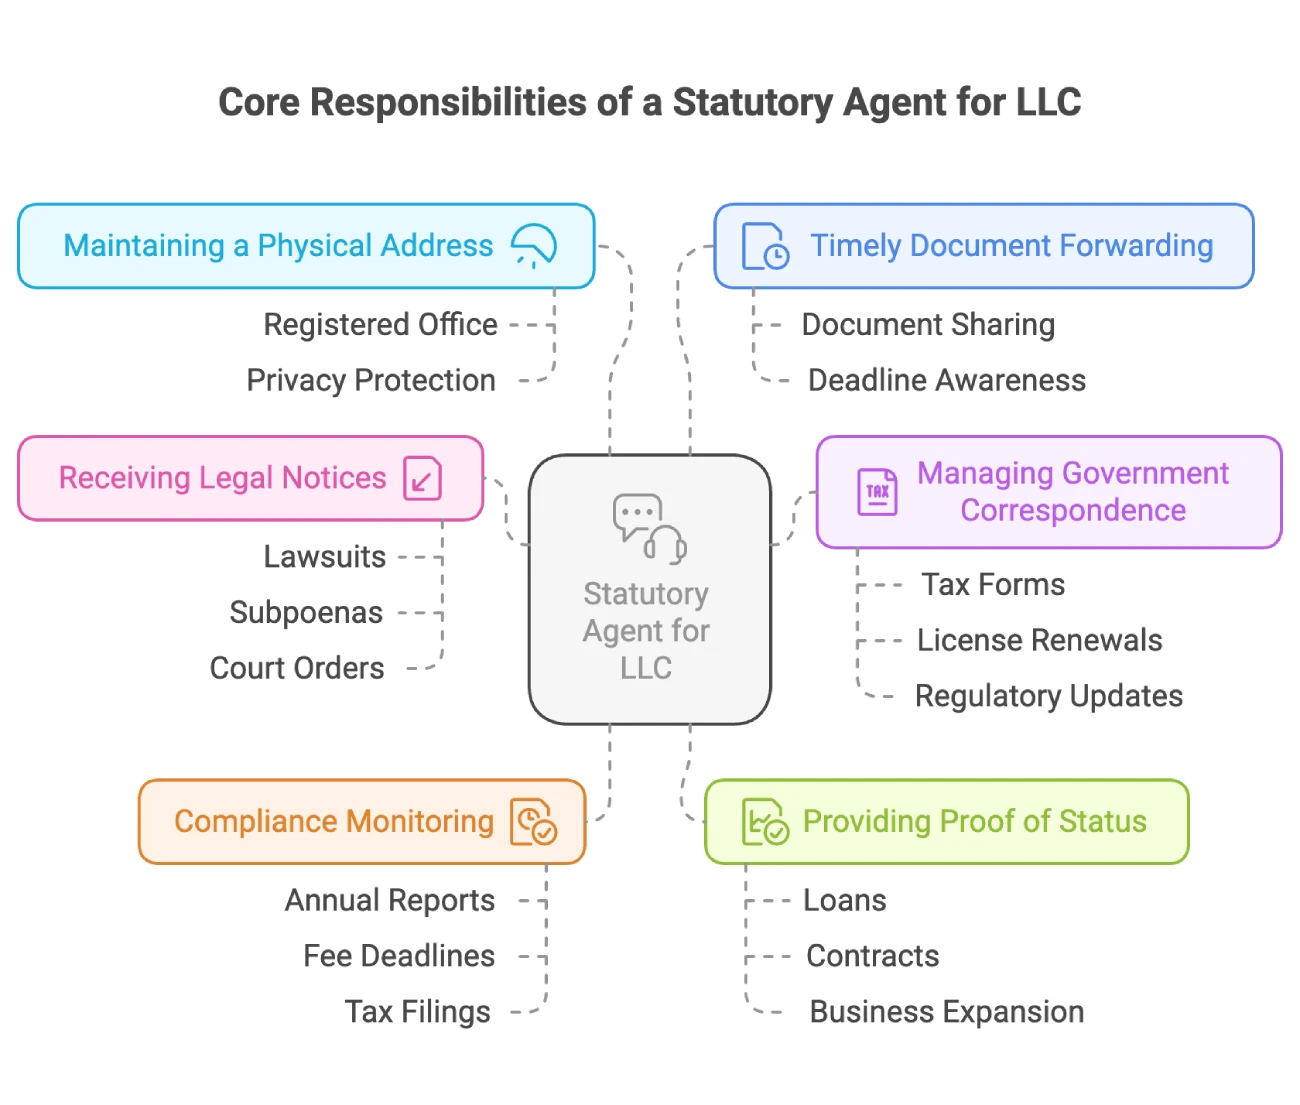 Core Responsibilities of a Statutory Agent for LLC
Maintaining a Physical Address
Registered Office
Privacy Protection
Timely Document Forwarding
Document Sharing
Deadline Awareness
Receiving Legal Notices
Lawsuits
Subpoenas
Court Orders
Statutory
Agent for
LLC
TAX
Managing Government
Correspondence
Tax Forms
License Renewals
Regulatory Updates
Compliance Monitoring
Annual Reports
Fee Deadlines
Tax Filings
Providing Proof of Status
Loans
Contracts
Business Expansion